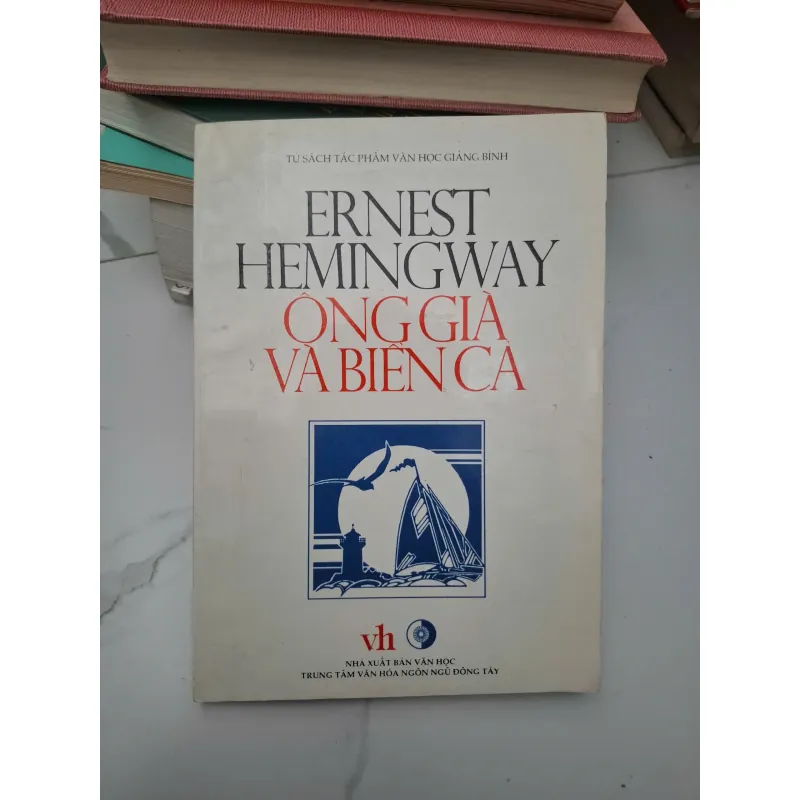 TỦ SÁCH TÁC PHẨM VĂN HỌC GIẢNG BÌNH
ERNEST
HEMINGWAY
ÔNG GIÀ
VÀ BIỂN CẢ
vh
NHÀ XUẤT BẢN VĂN HỌC
TRUNG TÂM VĂN HÓA NGÔN NGỮ ĐÔNG TÂY